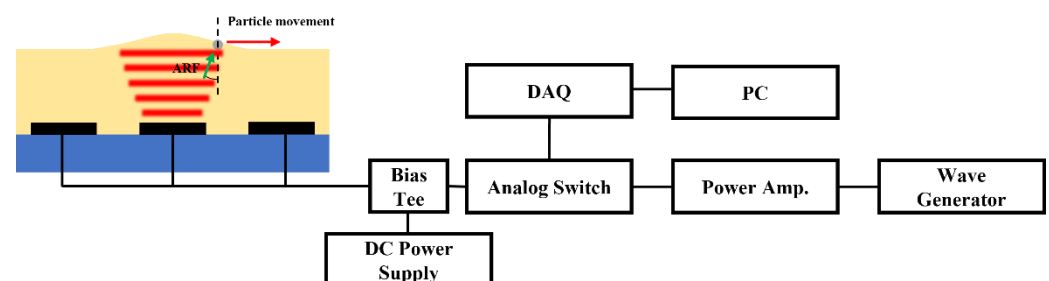 Particle movement
ARF
DAQ
PC
Bias
Tee
Analog Switch
Power Amp.
Wave
Generator
DC Power
Supply